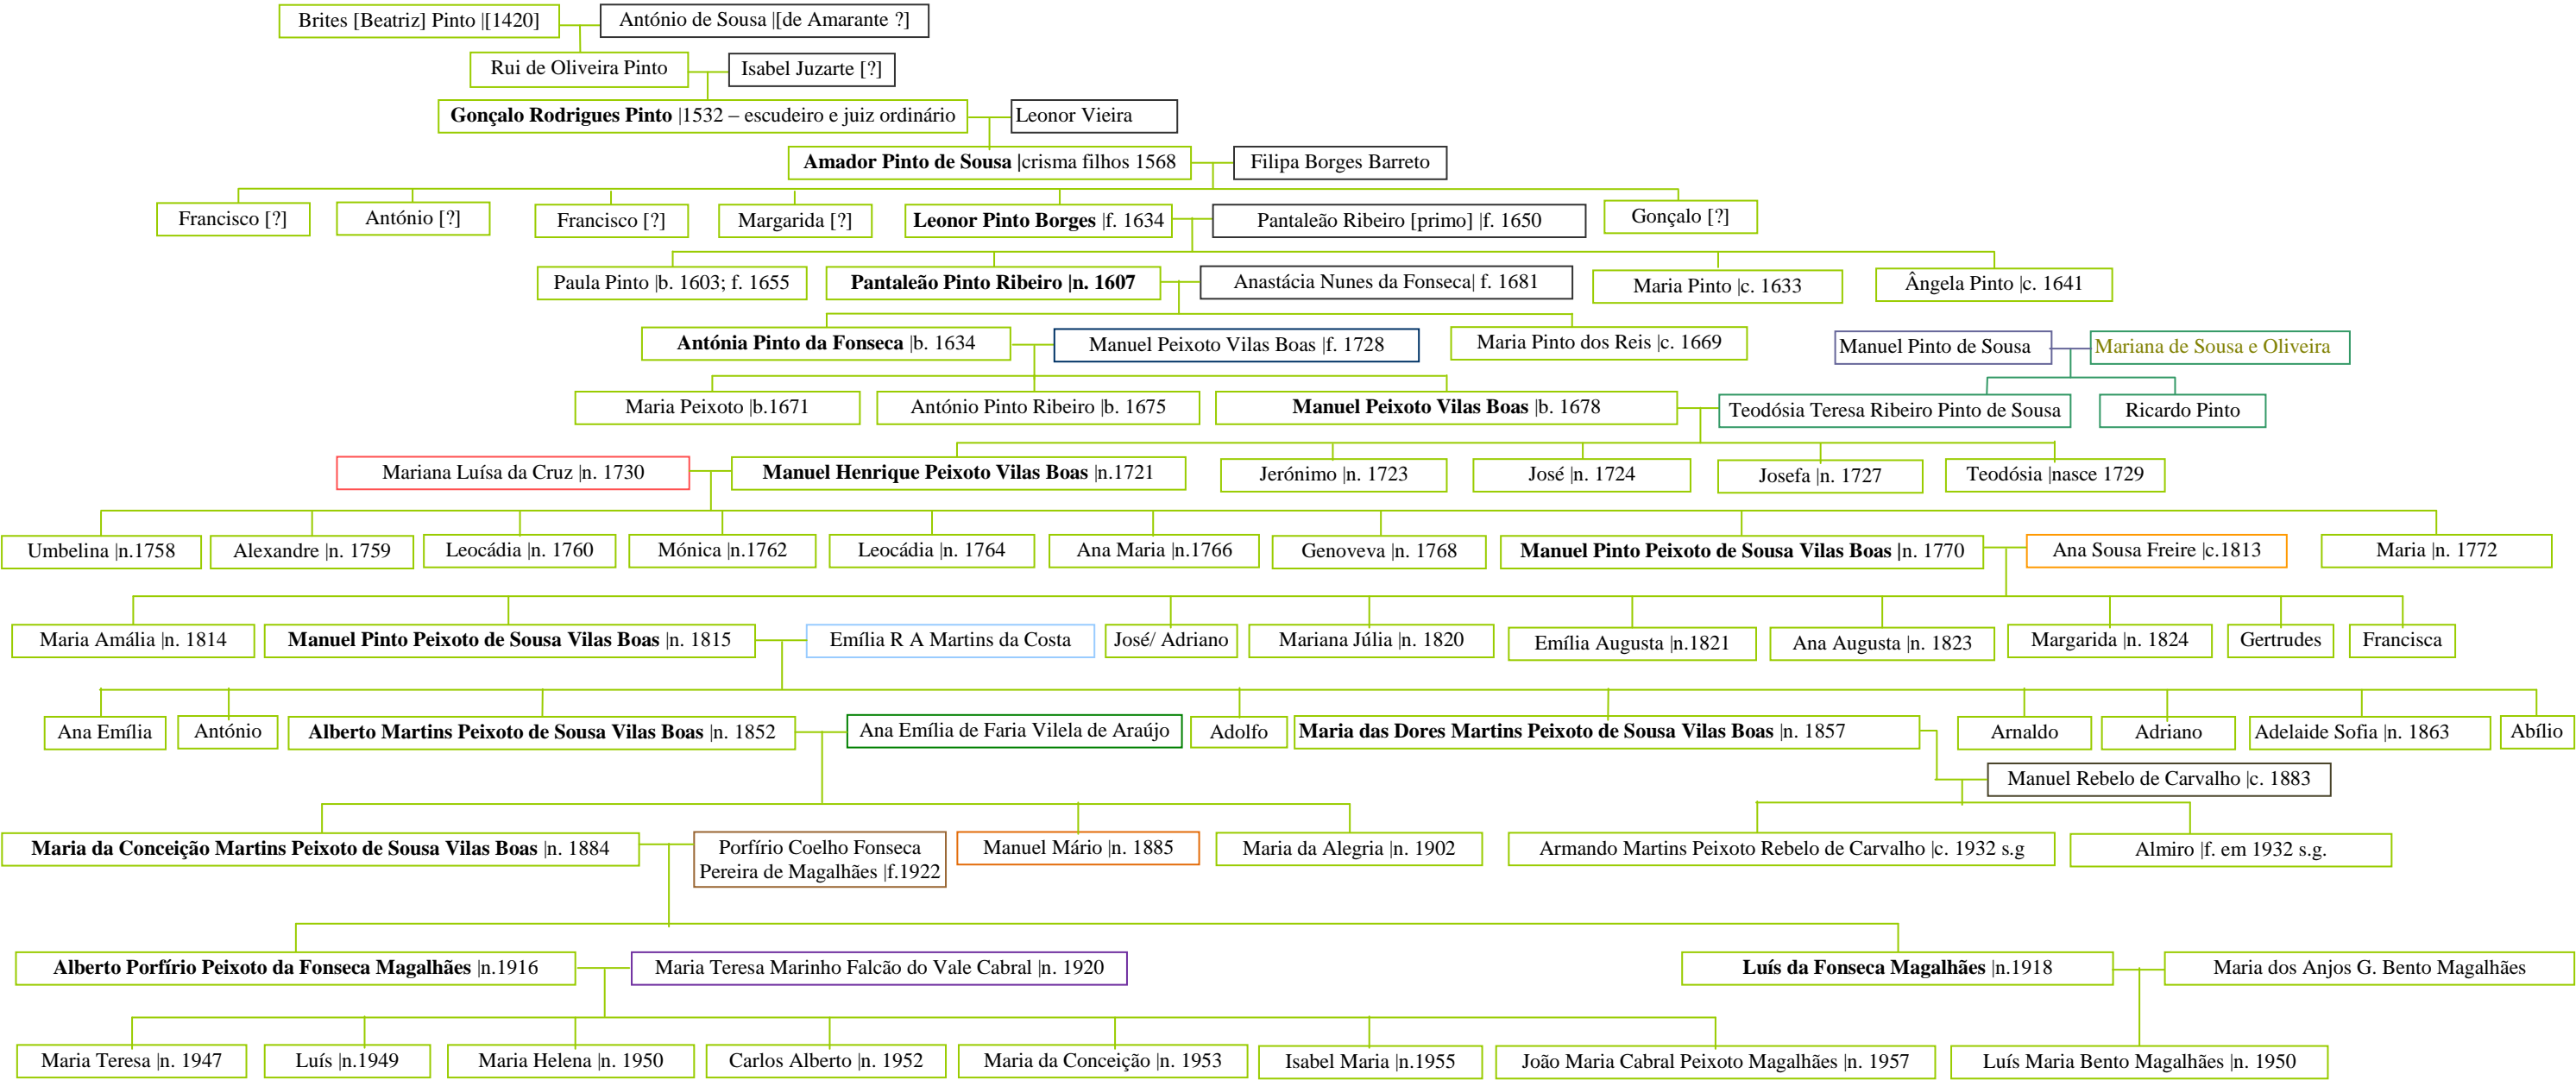 Brites [Beatriz] Pinto |[1420]
António de Sousa |[de Amarante ?]
Rui de Oliveira Pinto
Isabel Juzarte [?]
Gonçalo Rodrigues Pinto |1532 – escudeiro e juiz ordinário
Leonor Vieira
Amador Pinto de Sousa |crisma filhos 1568
Filipa Borges Barreto
Francisco [?]
António [?]
Francisco [?]
Margarida [?]
Leonor Pinto Borges |f. 1634
Pantaleão Ribeiro [primo] |f. 1650
Gonçalo [?]
Paula Pinto |b. 1603; f. 1655
Pantaleão Pinto Ribeiro |n. 1607
Anastácia Nunes da Fonseca| f. 1681
Maria Pinto |c. 1633
Ângela Pinto |c. 1641
Antónia Pinto da Fonseca |b. 1634
Manuel Peixoto Vilas Boas |f. 1728
Maria Pinto dos Reis |c. 1669
Manuel Pinto de Sousa
Mariana de Sousa e Oliveira
Maria Peixoto |b.1671
António Pinto Ribeiro |b. 1675
Manuel Peixoto Vilas Boas |b. 1678
Teodósia Teresa Ribeiro Pinto de Sousa
Ricardo Pinto
Mariana Luísa da Cruz |n. 1730
Manuel Henrique Peixoto Vilas Boas |n.1721
Jerónimo |n. 1723
José |n. 1724
Josefa |n. 1727
Teodósia |nasce 1729
Umbelina |n.1758
Alexandre |n. 1759
Leocádia |n. 1760
Mónica |n.1762
Leocádia |n. 1764
Ana Maria |n.1766
Genoveva |n. 1768
Manuel Pinto Peixoto de Sousa Vilas Boas |n. 1770
Ana Sousa Freire |c.1813
Maria |n. 1772
Maria Amália |n. 1814
Manuel Pinto Peixoto de Sousa Vilas Boas |n. 1815
Emília R A Martins da Costa
José/ Adriano
Mariana Júlia |n. 1820
Emília Augusta |n.1821
Ana Augusta |n. 1823
Margarida |n. 1824
Gertrudes
Francisca
Ana Emília
António
Alberto Martins Peixoto de Sousa Vilas Boas |n. 1852
Ana Emília de Faria Vilela de Araújo
Adolfo
Maria das Dores Martins Peixoto de Sousa Vilas Boas |n. 1857
Arnaldo
Adriano
Adelaide Sofia |n. 1863
Abílio
Manuel Rebelo de Carvalho |c. 1883
Maria da Conceição Martins Peixoto de Sousa Vilas Boas |n. 1884
Porfírio Coelho Fonseca
Pereira de Magalhães |f.1922
Manuel Mário |n. 1885
Maria da Alegria |n. 1902
Armando Martins Peixoto Rebelo de Carvalho |c. 1932 s.g
Almiro |f. em 1932 s.g.
Alberto Porfírio Peixoto da Fonseca Magalhães |n.1916
Maria Teresa Marinho Falcão do Vale Cabral |n. 1920
Luís da Fonseca Magalhães |n.1918
Maria dos Anjos G. Bento Magalhães
Maria Teresa |n. 1947
Luís |n.1949
Maria Helena |n. 1950
Carlos Alberto |n. 1952
Maria da Conceição |n. 1953
Isabel Maria |n.1955
João Maria Cabral Peixoto Magalhães |n. 1957
Luís Maria Bento Magalhães |n. 1950